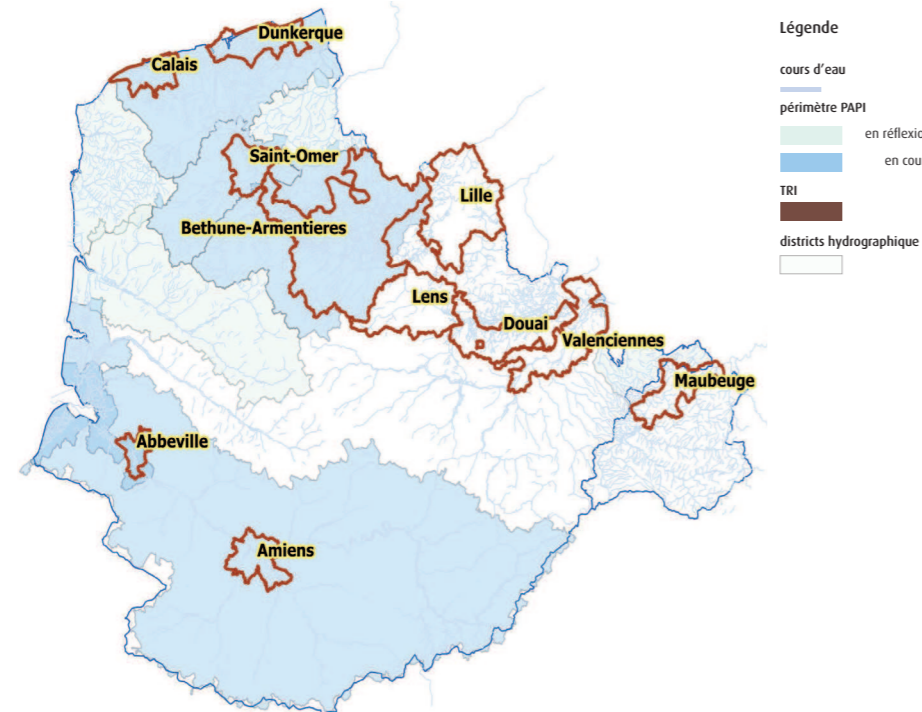 Dunkerque
Calais
Saint-Omer
Lille
Bethune-Armentieres
Lens
Douai
Valenciennes
Maubeuge
Abbeville
Amiens
Légende
cours d'eau
périmètre PAPI
en réflexio
en cou
TRI
districts hydrographique